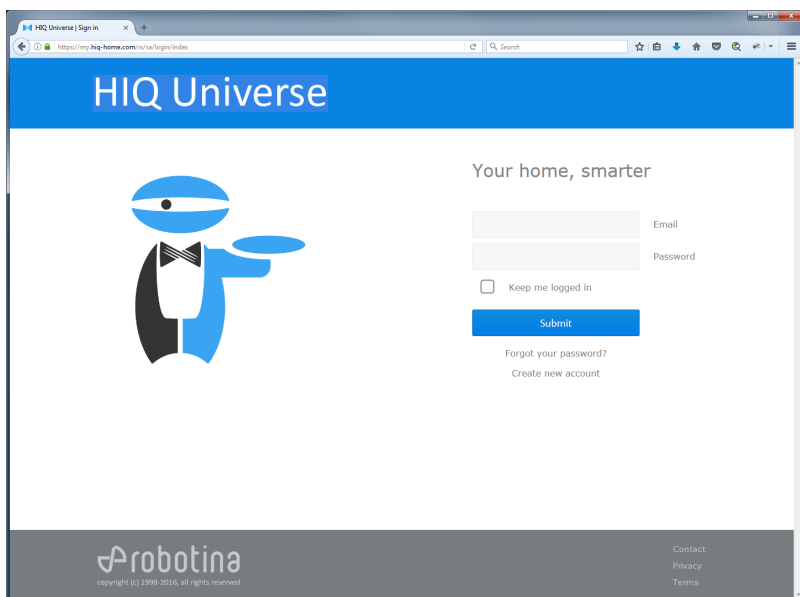 HIQ Universe | Sign in
https://my.hiq-home.com/rs/sa/login/index
Search
HIQ Universe
Your home, smarter
Email
Password
Keep me logged in
Submit
Forgot your password?
Create new account
robotina
copyright (c) 1998-2016, all rights reserved
Contact
Privacy
Terms